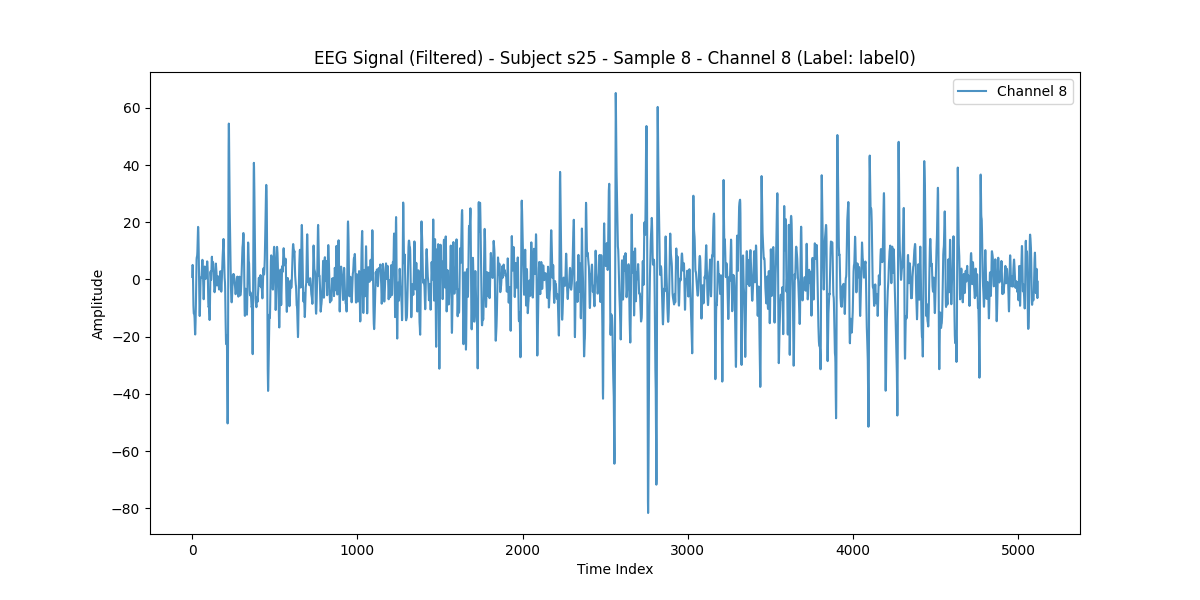 EEG Signal (Filtered) - Subject s25 - Sample 8 - Channel 8 (Label: label0)
Channel 8
60
40
20
0
−20
−40
−60
−80
Amplitude
0 1000 2000 3000 4000 5000
Time Index